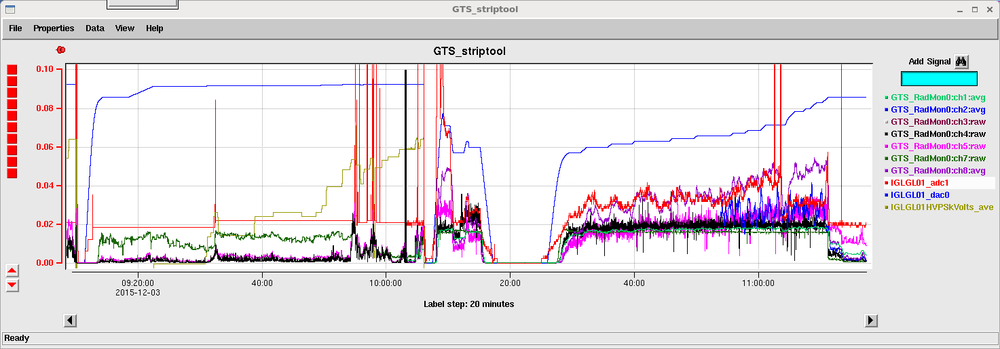 GTS_striptool
File Properties Data View Help
GTS_striptool
Add Signal
0.10
0.08
0.06
0.04
0.02
0.00
GTS_RadMon0:ch1:avg
GTS_RadMon0:ch2:avg
GTS_RadMon0:ch3:raw
GTS_RadMon0:ch4:raw
GTS_RadMon0:ch5:raw
GTS_RadMon0:ch7:raw
GTS_RadMon0:ch8:avg
IGLGL01_adc1
IGLGL01_dac0
IGLGL01HVPSkVolts_ave
09:20:00 40:00 10:00:00 20:00 40:00 11:00:00
2015-12-03
Label step: 20 minutes
Ready